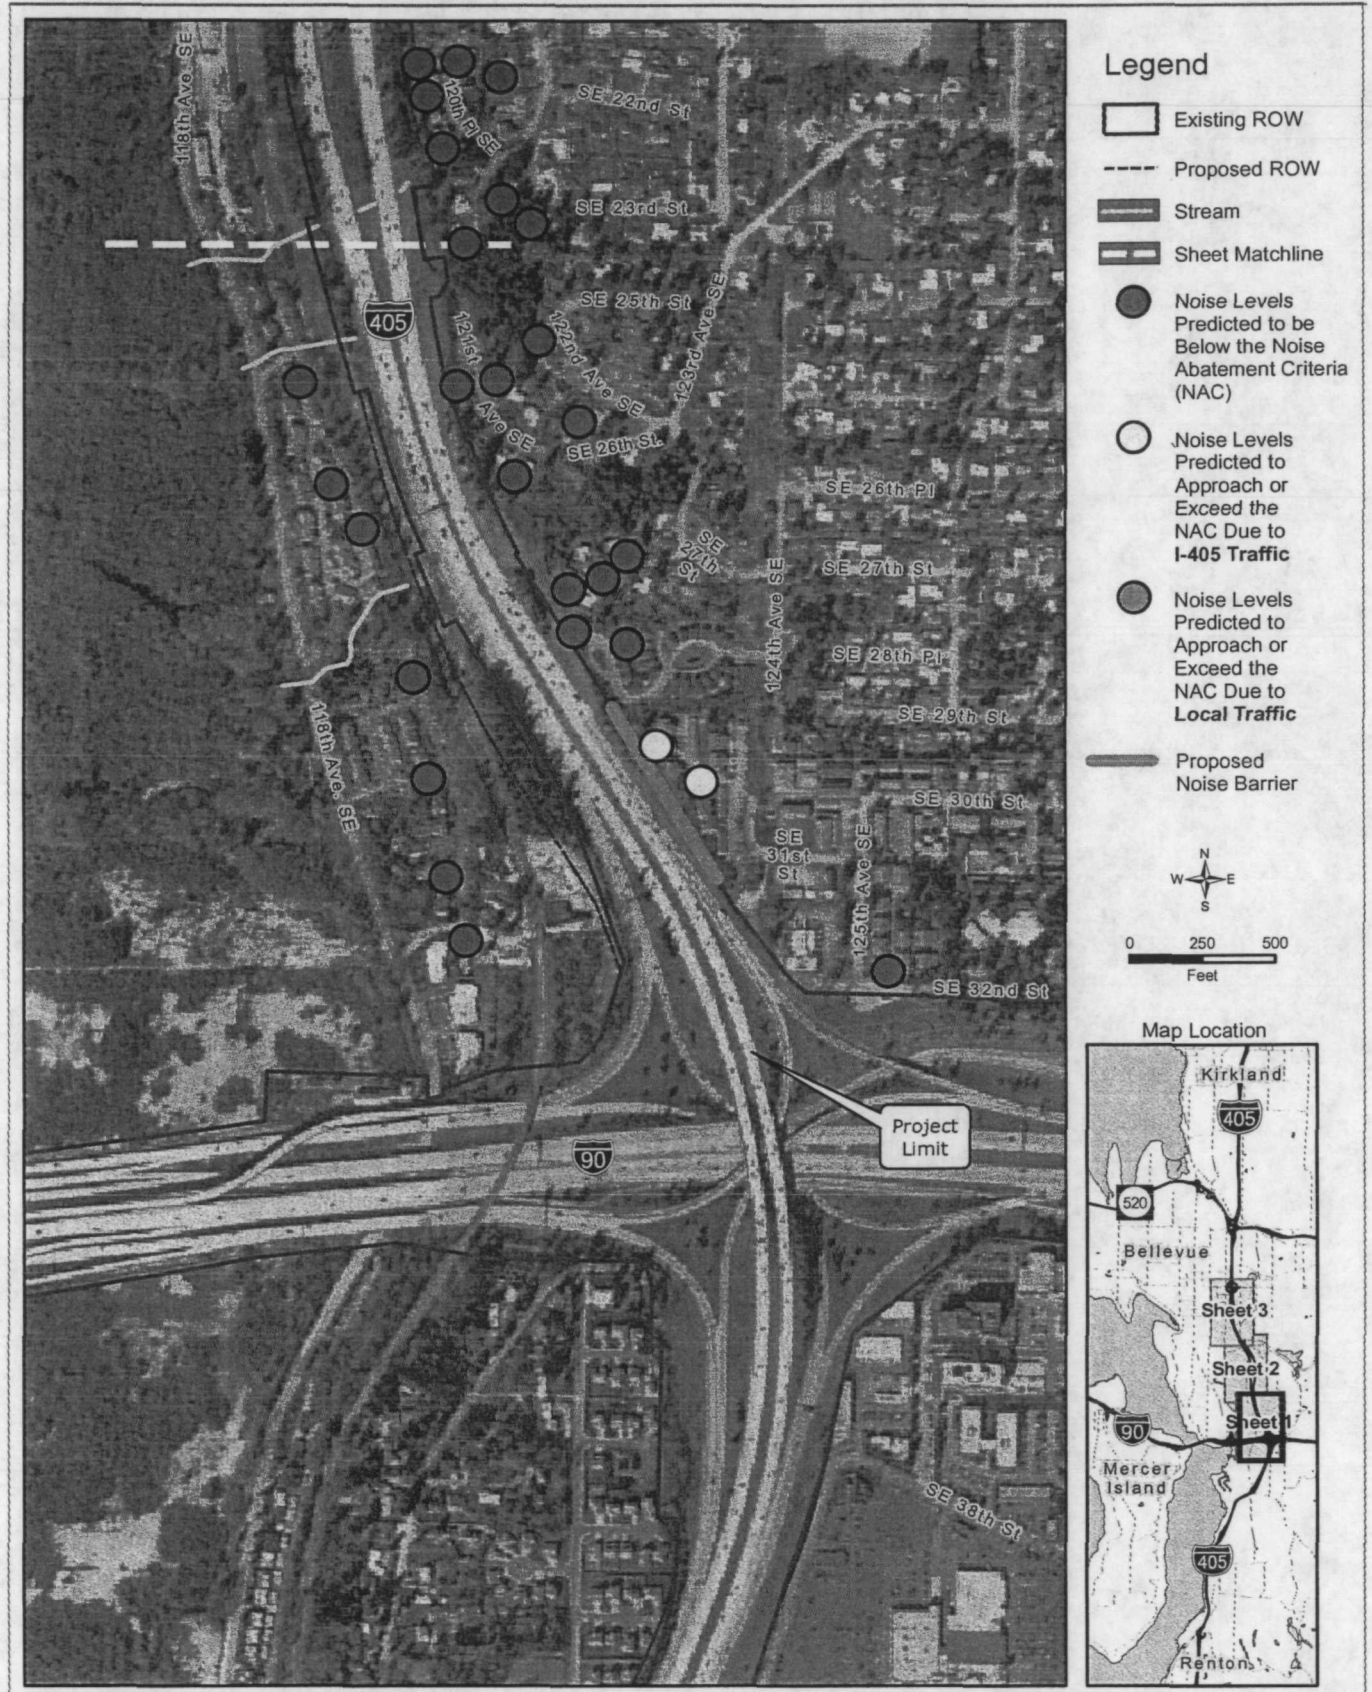 118th Ave. SE
120th Pl SE
SE 22nd St
SE 23rd St
405
SE 25th St
121st
Ave SE
122nd Ave SE
123rd Ave SE
SE 26th St.
SE 26th Pl
SE
27th
St
SE 27th St
124th Ave SE
SE 28th Pl
SE 29th St
118th Ave. SE
SE 30th St
SE
31st
St
125th Ave SE
SE 32nd St
Project
Limit
90
SE 38th St
Legend
Existing ROW
Proposed ROW
Stream
Sheet Matchline
Noise Levels
Predicted to be
Below the Noise
Abatement Criteria
(NAC)
Noise Levels
Predicted to
Approach or
Exceed the
NAC Due to
I-405 Traffic
Noise Levels
Predicted to
Approach or
Exceed the
NAC Due to
Local Traffic
Proposed
Noise Barrier
N
W E
S
0 250 500
Feet
Map Location
Kirkland
405
520
Bellevue
Sheet 3
Sheet 2
Sheet 1
90
Mercer
Island
405
Renton